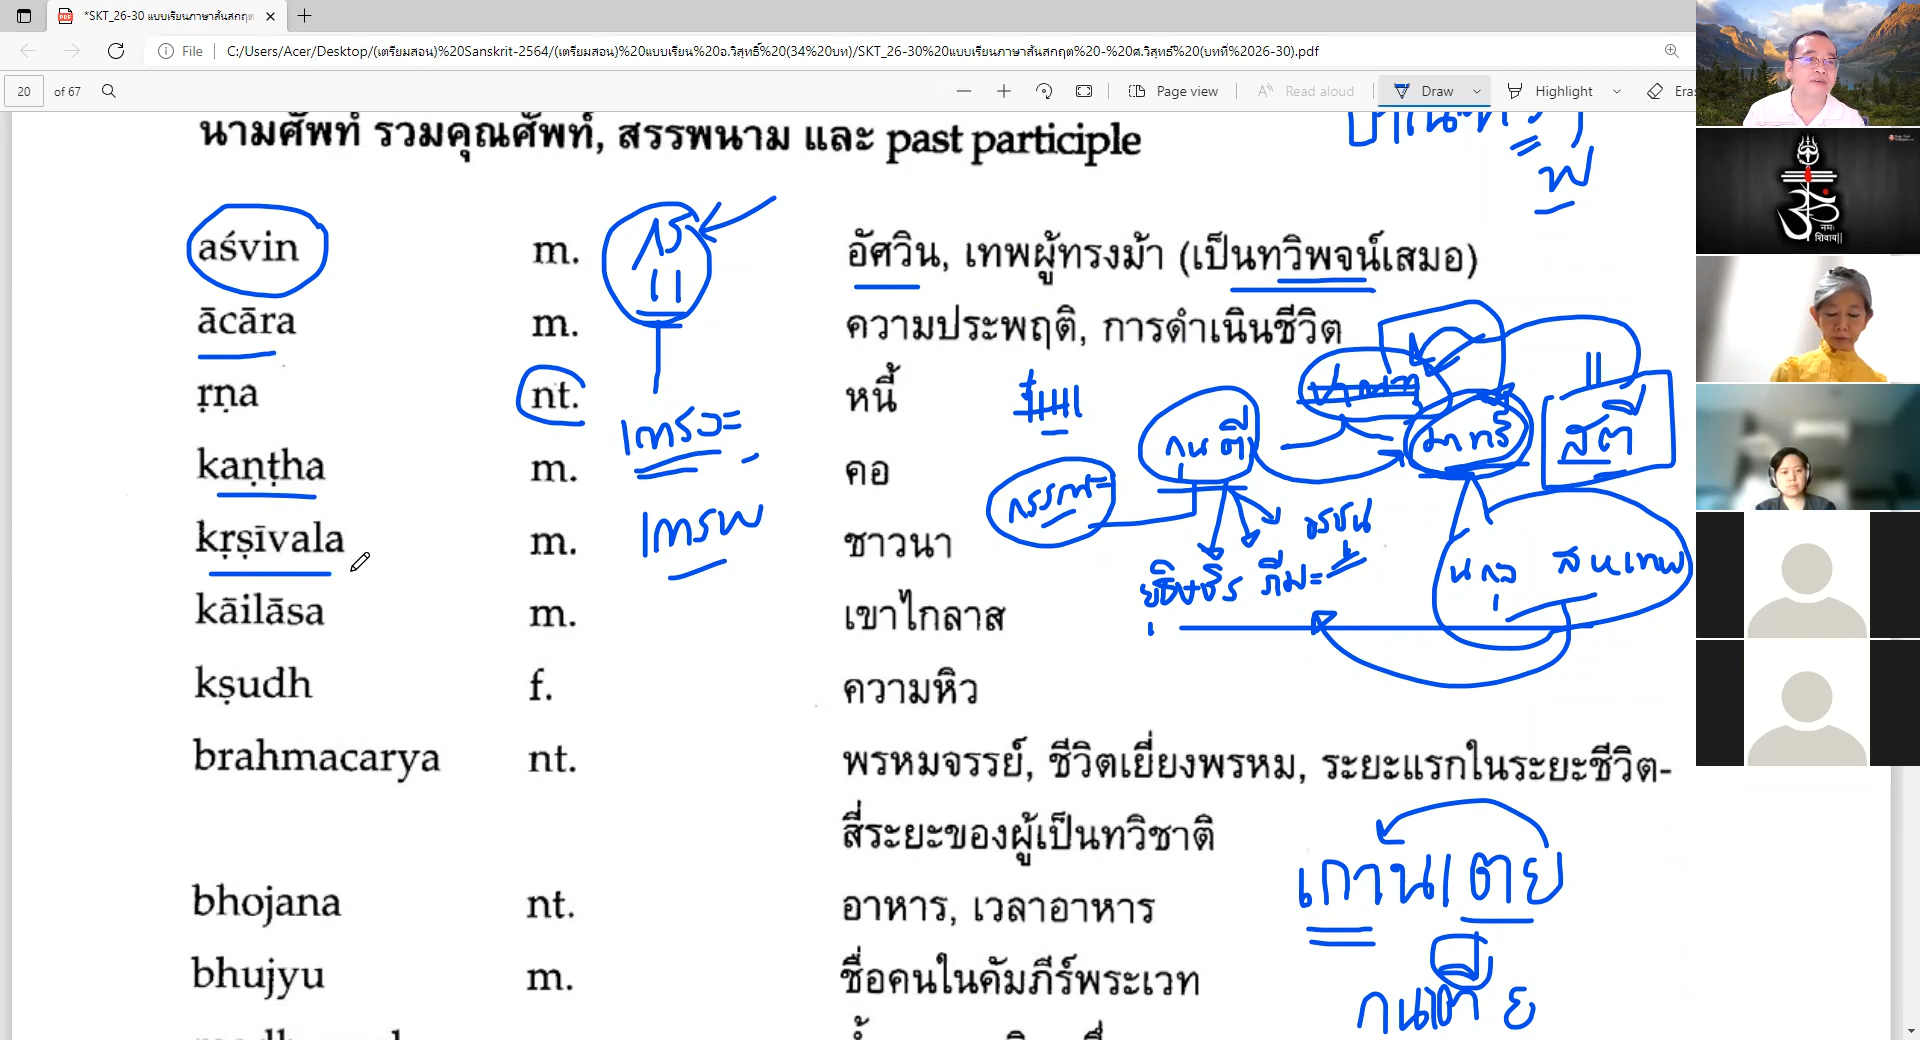 *SKT_26-30 แบบเรียนภาษาสันสกฤต
File C:/Users/Acer/Desktop/(เตรียมสอน)%20Sanskrit-2564/(เตรียมสอน)%20แบบเรียน%20อ.วิสุทธิ์%20(34%20บท)/SKT_26-30%20แบบเรียนภาษาสันสกฤต%20-%20ศ.วิสุทธ์%20(บทที่%2026-30).pdf
20 of 67 Page view Read aloud Draw Highlight Eras
นามศัพท์ รวมคุณศัพท์, สรรพนาม และ past participle
aśvin m. อัศวิน, เทพผู้ทรงม้า (เป็นทวิพจน์เสมอ)
ācāra m. ความประพฤติ, การดำเนินชีวิต
ṛṇa nt. หนี้
kaṇṭha m. คอ
kṛṣīvala m. ชาวนา
kāilāsa m. เขาไกลาส
kṣudh f. ความหิว
brahmacarya nt. พรหมจรรย์, ชีวิตเยี่ยงพรหม, ระยะแรกในระยะชีวิต-
สี่ระยะของผู้เป็นทวิชาติ
bhojana nt. อาหาร, เวลาอาหาร
bhujyu m. ชื่อคนในคัมภีร์พระเวท
กุนตี
มาทรี
สตี
กรรณะ
อรชุน
ยุธิษฐิร ภีมะ
นกุล สหเทพ
เกานเตย
नमः
शिवाय||